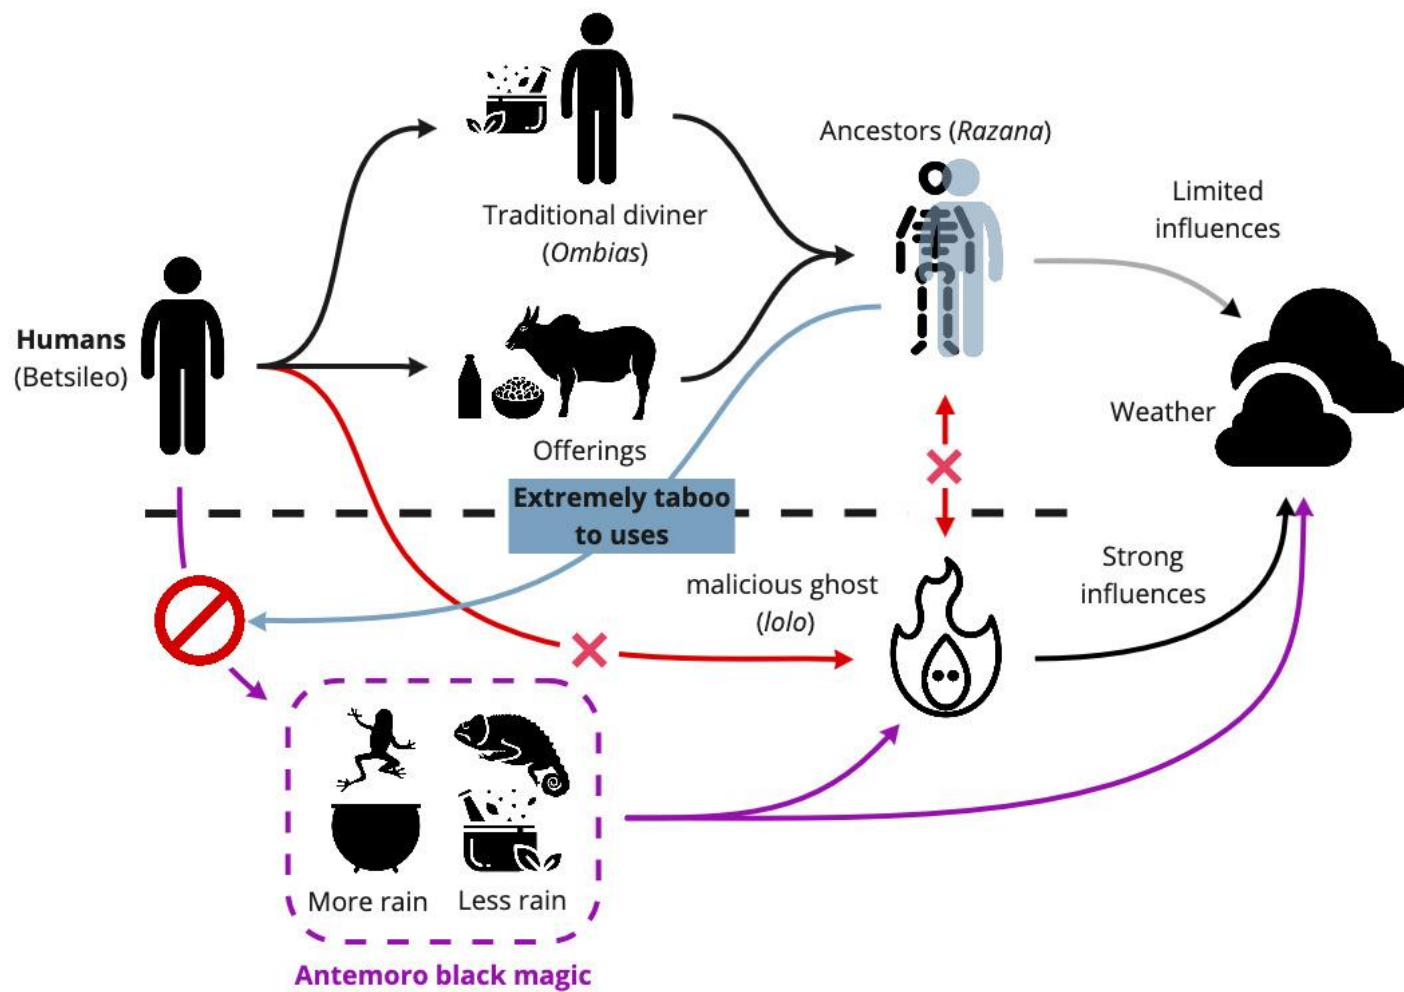 Ancestors (Razana)
Limited
influences
Traditional diviner
(Ombias)
Humans
(Betsileo)
Weather
Offerings
Extremely taboo
to uses
Strong
influences
malicious ghost
(lolo)
More rain
Less rain
Antemoro black magic